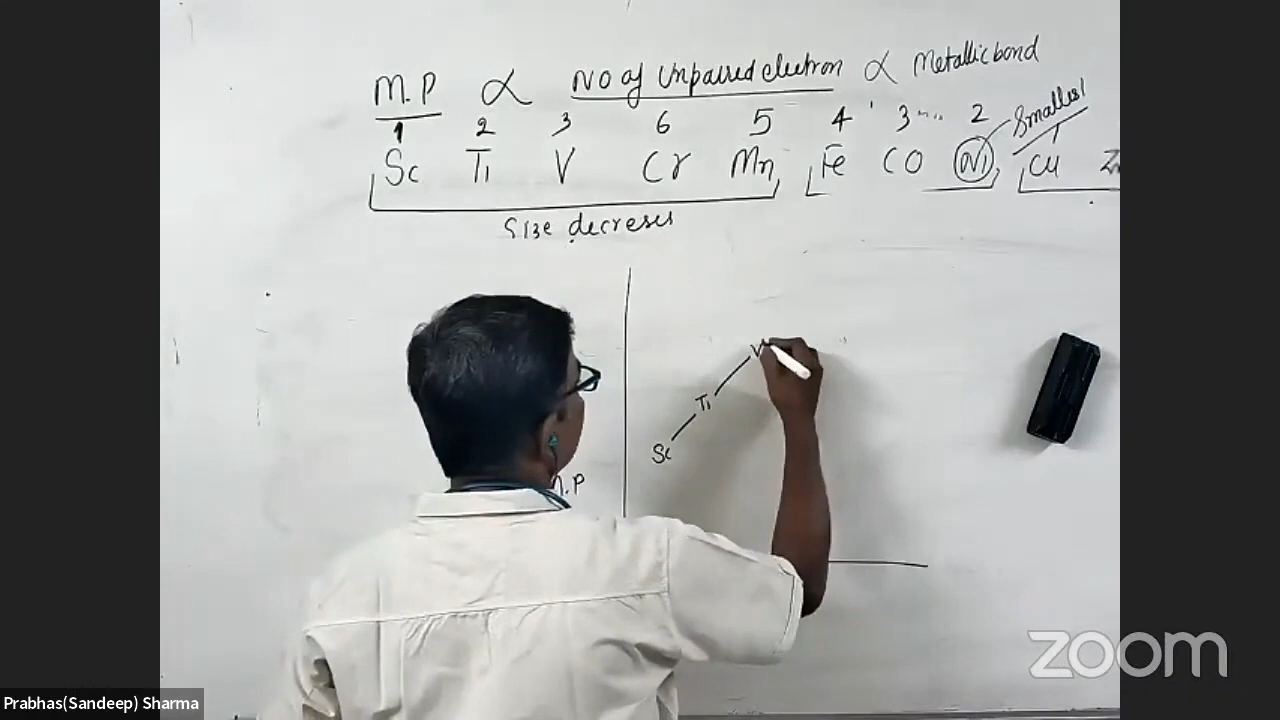 M.P α No of Unpaired electron α Metallic bond
1 2 3 6 5 4 3 2 Smallest
Sc Ti V Cr Mn Fe CO Ni Cu
Size decreses
V
Ti
Sc
M.P
zoom
Prabhas(Sandeep) Sharma